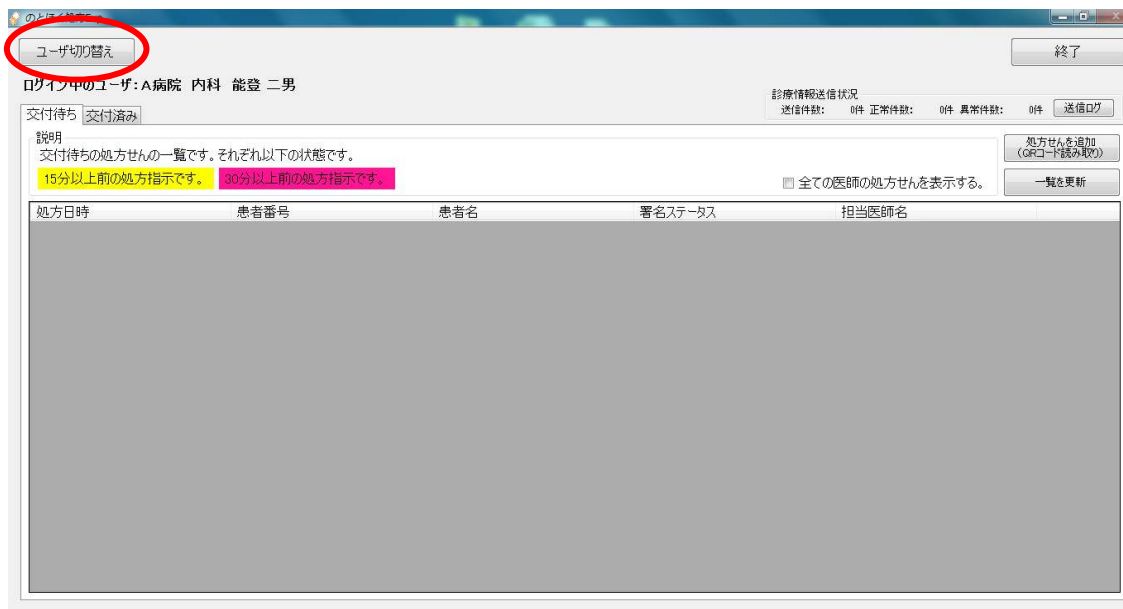 ユーザ切り替え
終了
ログイン中のユーザ：A病院 内科 能登 二男
診療情報送信状況
送信件数： 0件 正常件数： 0件 異常件数： 0件 送信ログ
交付待ち 交付済み
説明
交付待ちの処方せんの一覧です。それぞれ以下の状態です。
処方せんを追加
（QRコード読み取り）
15分以上前の処方指示です。 30分以上前の処方指示です。
全ての医師の処方せんを表示する。 一覧を更新
処方日時 患者番号 患者名 署名ステータス 担当医師名